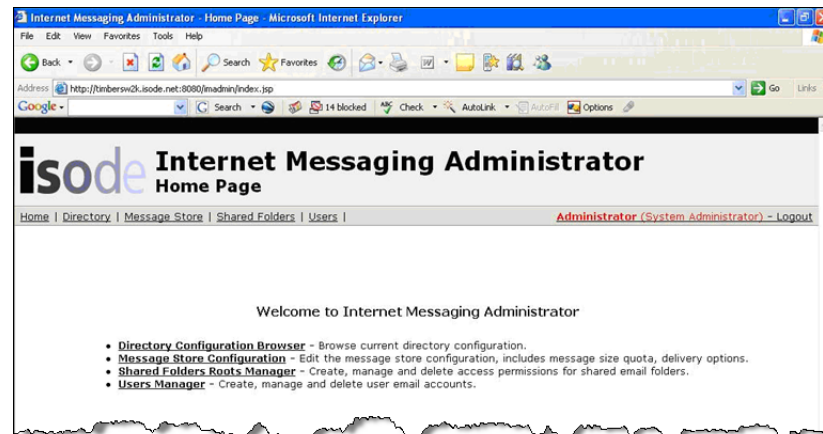 Internet Messaging Administrator - Home Page - Microsoft Internet Explorer
File Edit View Favorites Tools Help
Back Search Favorites
Address http://timbersw2k.isode.net:8080/imadmin/index.jsp Go Links
Google Search 14 blocked ABC Check AutoLink AutoFill Options
isode Internet Messaging Administrator
Home Page
Home | Directory | Message Store | Shared Folders | Users | Administrator (System Administrator) - Logout
Welcome to Internet Messaging Administrator
• Directory Configuration Browser - Browse current directory configuration.
• Message Store Configuration - Edit the message store configuration, includes message size quota, delivery options.
• Shared Folders Roots Manager - Create, manage and delete access permissions for shared email folders.
• Users Manager - Create, manage and delete user email accounts.